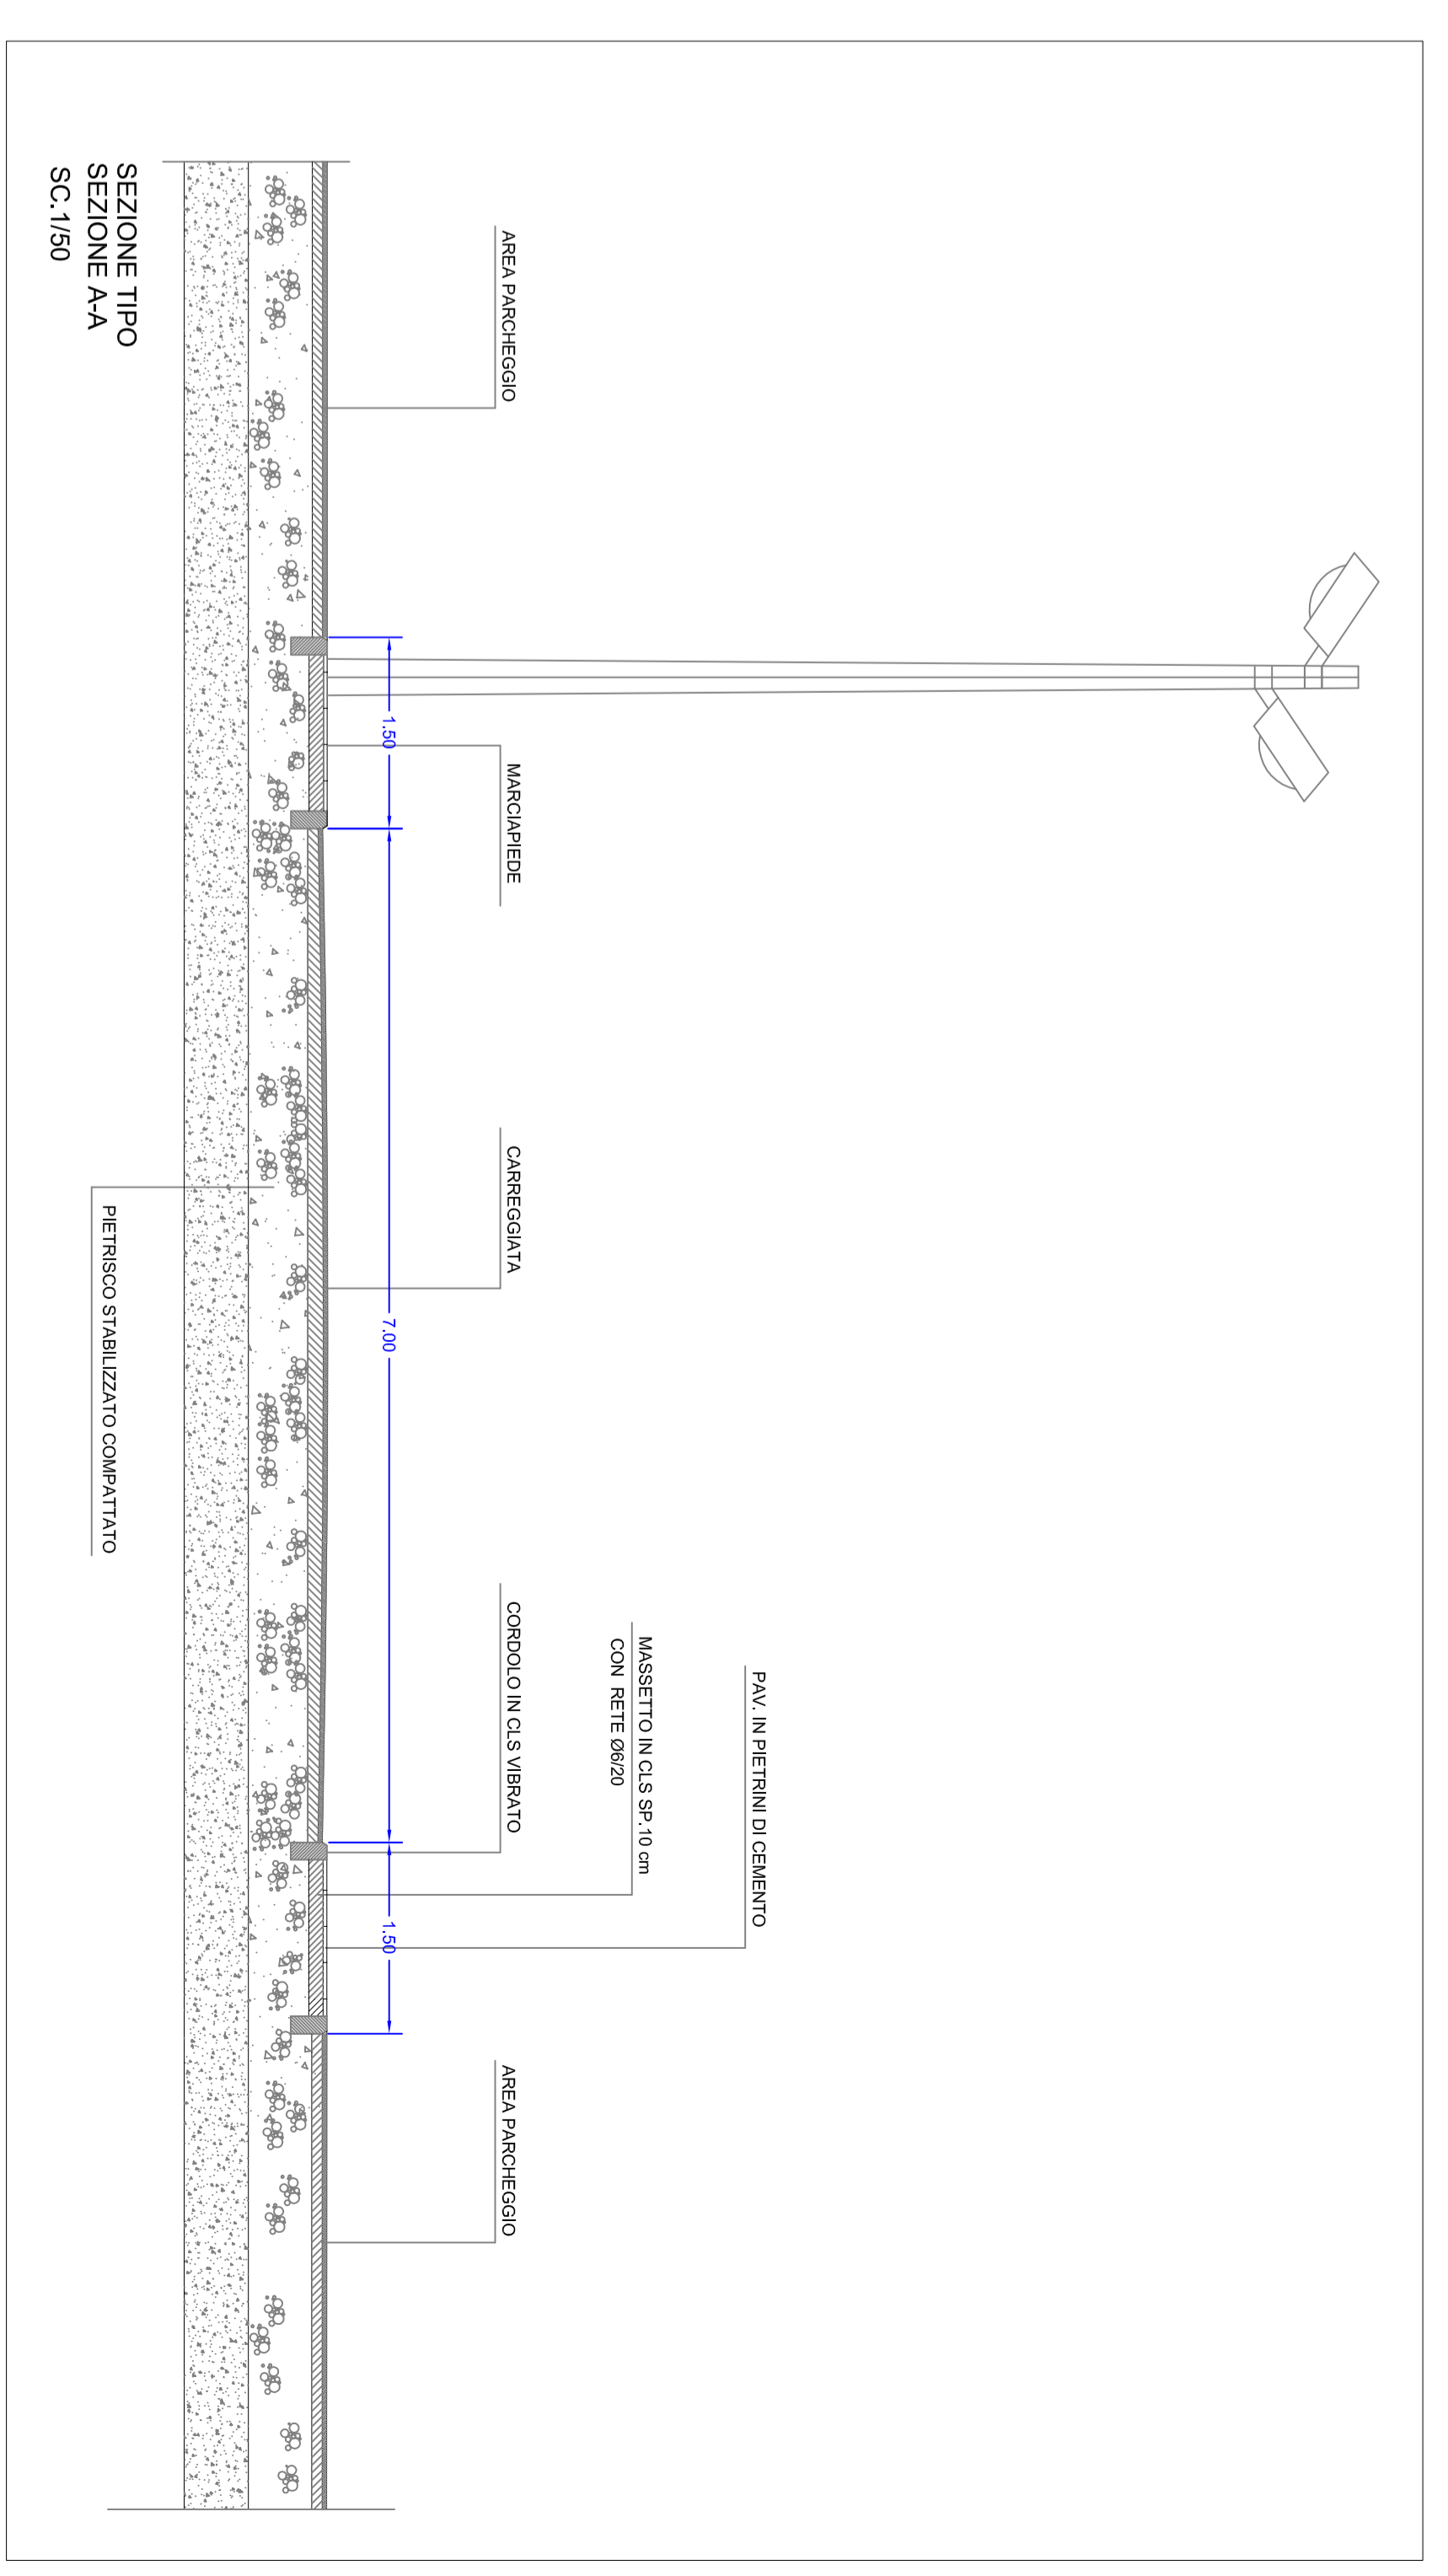 PAV. IN PIETRINI DI CEMENTO
MASSETTO IN CLS SP.10 cm
CON RETE Ø6/20
AREA PARCHEGGIO
MARCIAPIEDE
CARREGGIATA
CORDOLO IN CLS VIBRATO
AREA PARCHEGGIO
1.50
7.00
1.50
PIETRISCO STABILIZZATO COMPATTATO
SEZIONE TIPO
SEZIONE A-A
SC.1/50